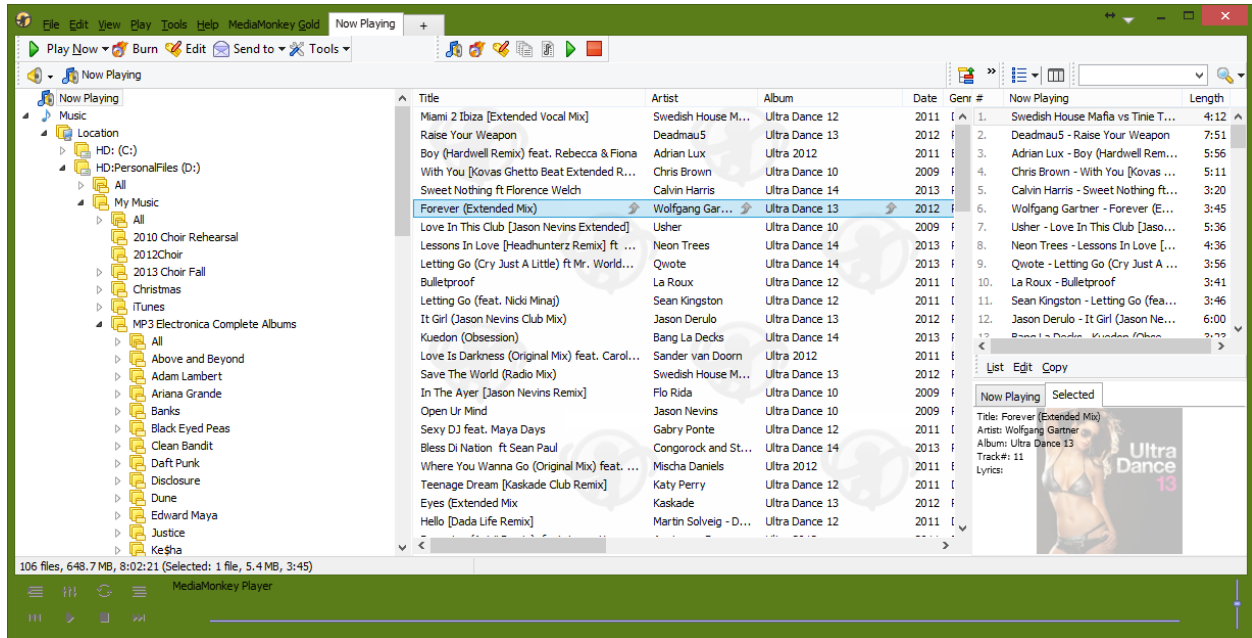 File Edit View Play Tools Help MediaMonkey Gold Now Playing +
Play Now Burn Edit Send to Tools
Now Playing
Now Playing
Music
Location
HD: (C:)
HD:PersonalFiles (D:)
All
My Music
All
2010 Choir Rehearsal
2012Choir
2013 Choir Fall
Christmas
iTunes
MP3 Electronica Complete Albums
All
Above and Beyond
Adam Lambert
Ariana Grande
Banks
Black Eyed Peas
Clean Bandit
Daft Punk
Disclosure
Dune
Edward Maya
Justice
Ke$ha
Title Artist Album Date Genr
Miami 2 Ibiza [Extended Vocal Mix] Swedish House M... Ultra Dance 12 2011
Raise Your Weapon Deadmau5 Ultra Dance 13 2012
Boy (Hardwell Remix) feat. Rebecca & Fiona Adrian Lux Ultra 2012 2011
With You [Kovas Ghetto Beat Extended R... Chris Brown Ultra Dance 10 2009
Sweet Nothing ft Florence Welch Calvin Harris Ultra Dance 14 2013
Forever (Extended Mix) Wolfgang Gar... Ultra Dance 13 2012
Love In This Club [Jason Nevins Extended] Usher Ultra Dance 10 2009
Lessons In Love [Headhunterz Remix] ft ... Neon Trees Ultra Dance 14 2013
Letting Go (Cry Just A Little) ft Mr. World... Qwote Ultra Dance 14 2013
Bulletproof La Roux Ultra Dance 12 2011
Letting Go (feat. Nicki Minaj) Sean Kingston Ultra Dance 12 2011
It Girl (Jason Nevins Club Mix) Jason Derulo Ultra Dance 13 2012
Kuedon (Obsession) Bang La Decks Ultra Dance 14 2013
Love Is Darkness (Original Mix) feat. Carol... Sander van Doorn Ultra 2012 2011
Save The World (Radio Mix) Swedish House M... Ultra Dance 13 2012
In The Ayer [Jason Nevins Remix] Flo Rida Ultra Dance 10 2009
Open Ur Mind Jason Nevins Ultra Dance 10 2009
Sexy DJ feat. Maya Days Gabry Ponte Ultra Dance 12 2011
Bless Di Nation ft Sean Paul Congorock and St... Ultra Dance 14 2013
Where You Wanna Go (Original Mix) feat. ... Mischa Daniels Ultra 2012 2011
Teenage Dream [Kaskade Club Remix] Katy Perry Ultra Dance 12 2011
Eyes (Extended Mix Kaskade Ultra Dance 13 2012
Hello [Dada Life Remix] Martin Solveig - D... Ultra Dance 12 2011
# Now Playing Length
1. Swedish House Mafia vs Tinie T... 4:12
2. Deadmau5 - Raise Your Weapon 7:51
3. Adrian Lux - Boy (Hardwell Rem... 5:56
4. Chris Brown - With You [Kovas ... 5:11
5. Calvin Harris - Sweet Nothing ft... 3:20
6. Wolfgang Gartner - Forever (E... 3:45
7. Usher - Love In This Club [Jaso... 5:36
8. Neon Trees - Lessons In Love [... 4:36
9. Qwote - Letting Go (Cry Just A ... 3:56
10. La Roux - Bulletproof 3:41
11. Sean Kingston - Letting Go (fea... 3:46
12. Jason Derulo - It Girl (Jason Ne... 6:00
List Edit Copy
Now Playing Selected
Title: Forever (Extended Mix)
Artist: Wolfgang Gartner
Album: Ultra Dance 13
Track#: 11
Lyrics:
Ultra
Dance
13
106 files, 648.7 MB, 8:02:21 (Selected: 1 file, 5.4 MB, 3:45)
MediaMonkey Player